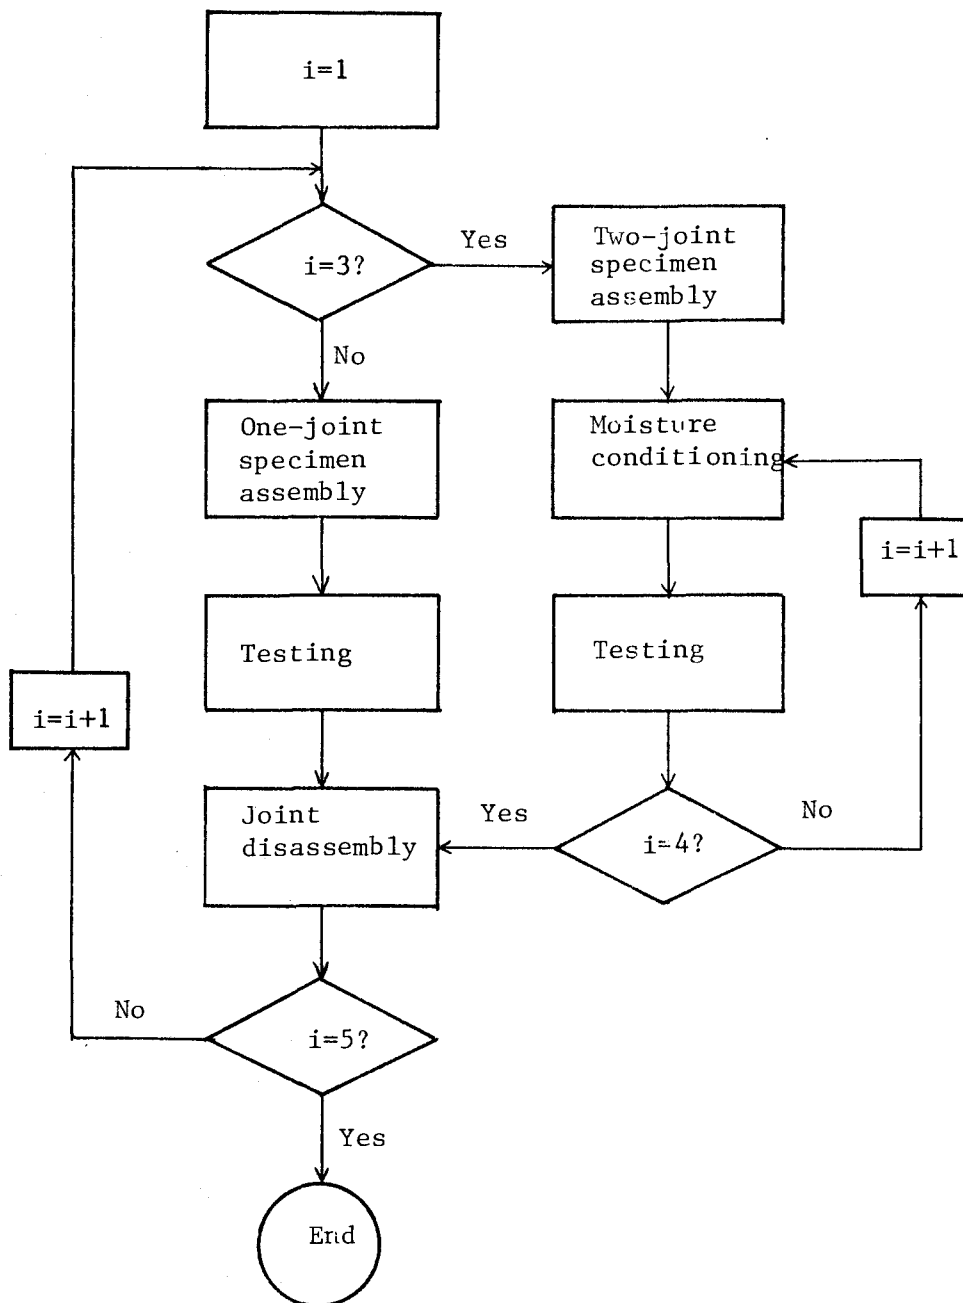 i=1
i=3?
Yes
Two-joint
specimen
assembly
No
One-joint
specimen
assembly
Moisture
conditioning
i=i+1
Testing
Testing
i=i+1
Joint
disassembly
Yes
i=4?
No
No
i=5?
Yes
End